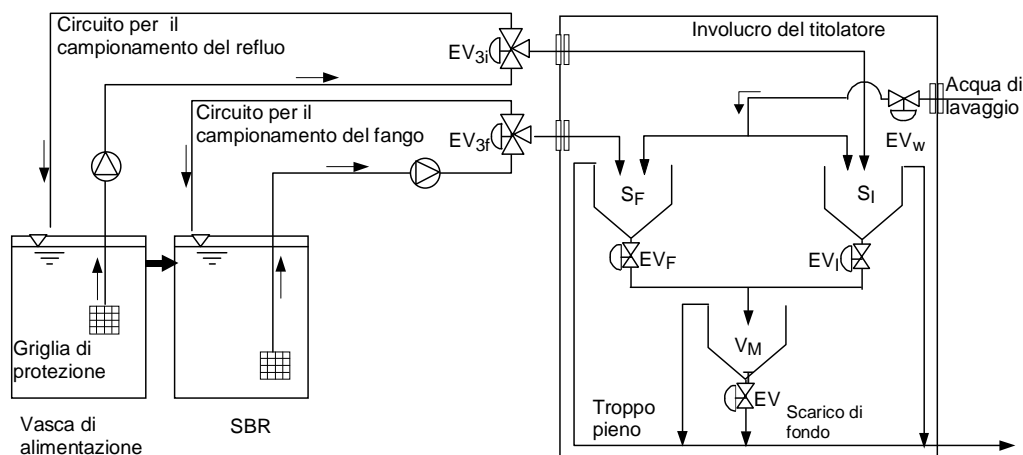 Circuito per il
campionamento del refluo
EV3i
Involucro del titolatore
Acqua di
lavaggio
EVw
Circuito per il
campionamento del fango
EV3f
SF
SI
EVF
EVI
Griglia di
protezione
VM
EV
Troppo
pieno
Scarico di
fondo
Vasca di
alimentazione
SBR